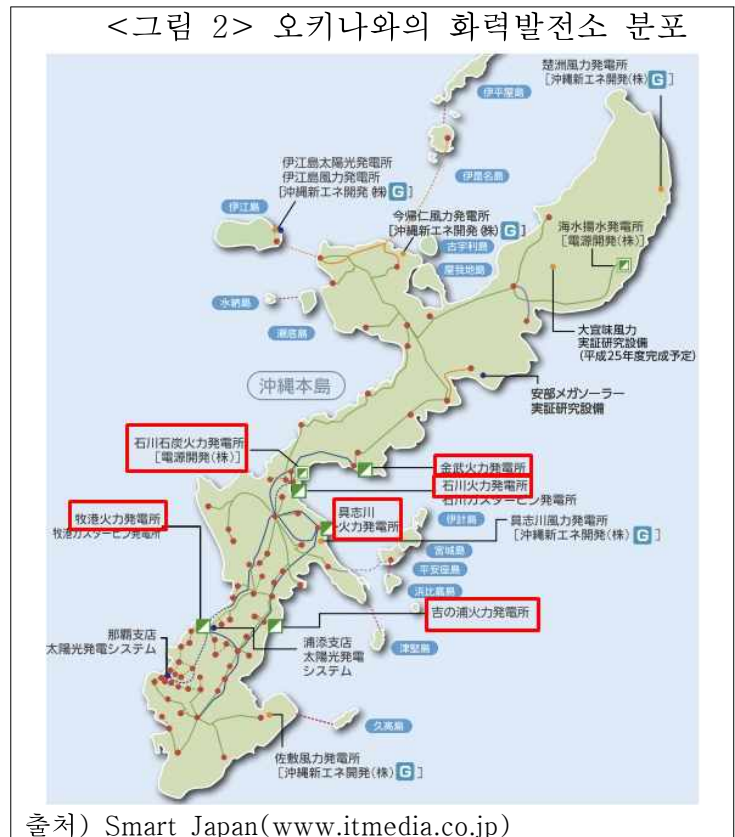 <그림 2> 오키나와의 화력발전소 분포
楚洲風力発電所
[沖縄新エネ開発(株) G ]
伊平屋島
伊江島太陽光発電所
伊江島風力発電所
[沖縄新エネ開発(株) G ]
伊是名島
伊江島
今帰仁風力発電所
[沖縄新エネ開発(株) G ]
古宇利島
屋我地島
海水揚水発電所
[電源開発(株)]
水納島
瀬底島
大宜味風力
実証研究設備
(平成25年度完成予定)
沖縄本島
安部メガソーラー
実証研究設備
石川石炭火力発電所
[電源開発(株)]
金武火力発電所
石川火力発電所
石川ガスタービン発電所
牧港火力発電所
牧港ガスタービン発電所
具志川
火力発電所
伊計島
具志川風力発電所
[沖縄新エネ開発(株) G ]
宮城島
平安座島
浜比嘉島
吉の浦火力発電所
那覇支店
太陽光発電システム
浦添支店
太陽光発電
システム
津堅島
久高島
佐敷風力発電所
[沖縄新エネ開発(株) G ]
출처) Smart Japan(www.itmedia.co.jp)